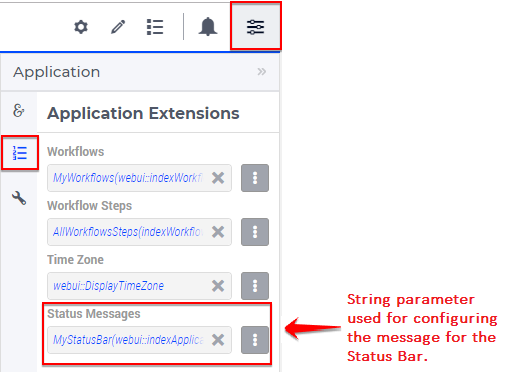 Application
»
Application Extensions
Workflows
MyWorkflows(webui::indexWorkf
Workflow Steps
AllWorkflowsSteps(indexWorkflo
Time Zone
webui::DisplayTimeZone
Status Messages
MyStatusBar(webui::indexApplica
String parameter
used for configuring
the message for the
Status Bar.